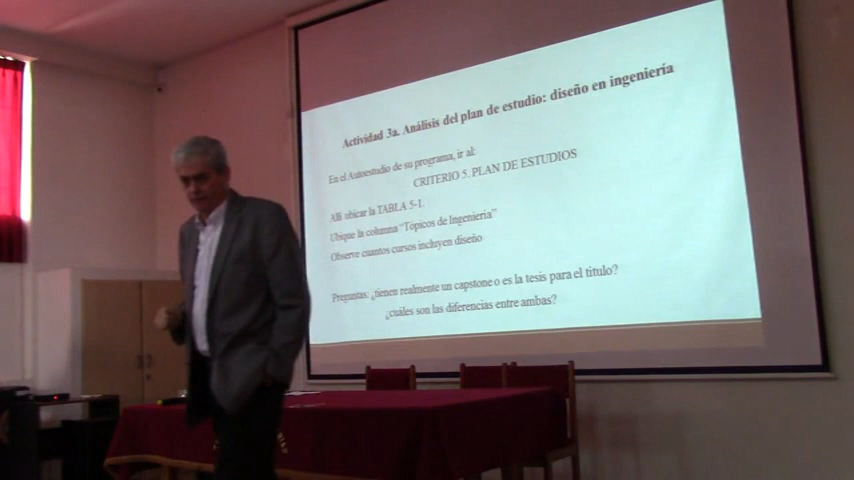 Actividad 3a. Análisis del plan de estudio: diseño en ingeniería
En el Autoestudio de su programa, ir al:
CRITERIO 5. PLAN DE ESTUDIOS
Allí ubicar la TABLA 5-1.
Ubique la columna "Tópicos de Ingeniería"
Observe cuantos cursos incluyen diseño
Preguntas: ¿tienen realmente un capstone o es la tesis para el título?
¿cuáles son las diferencias entre ambas?